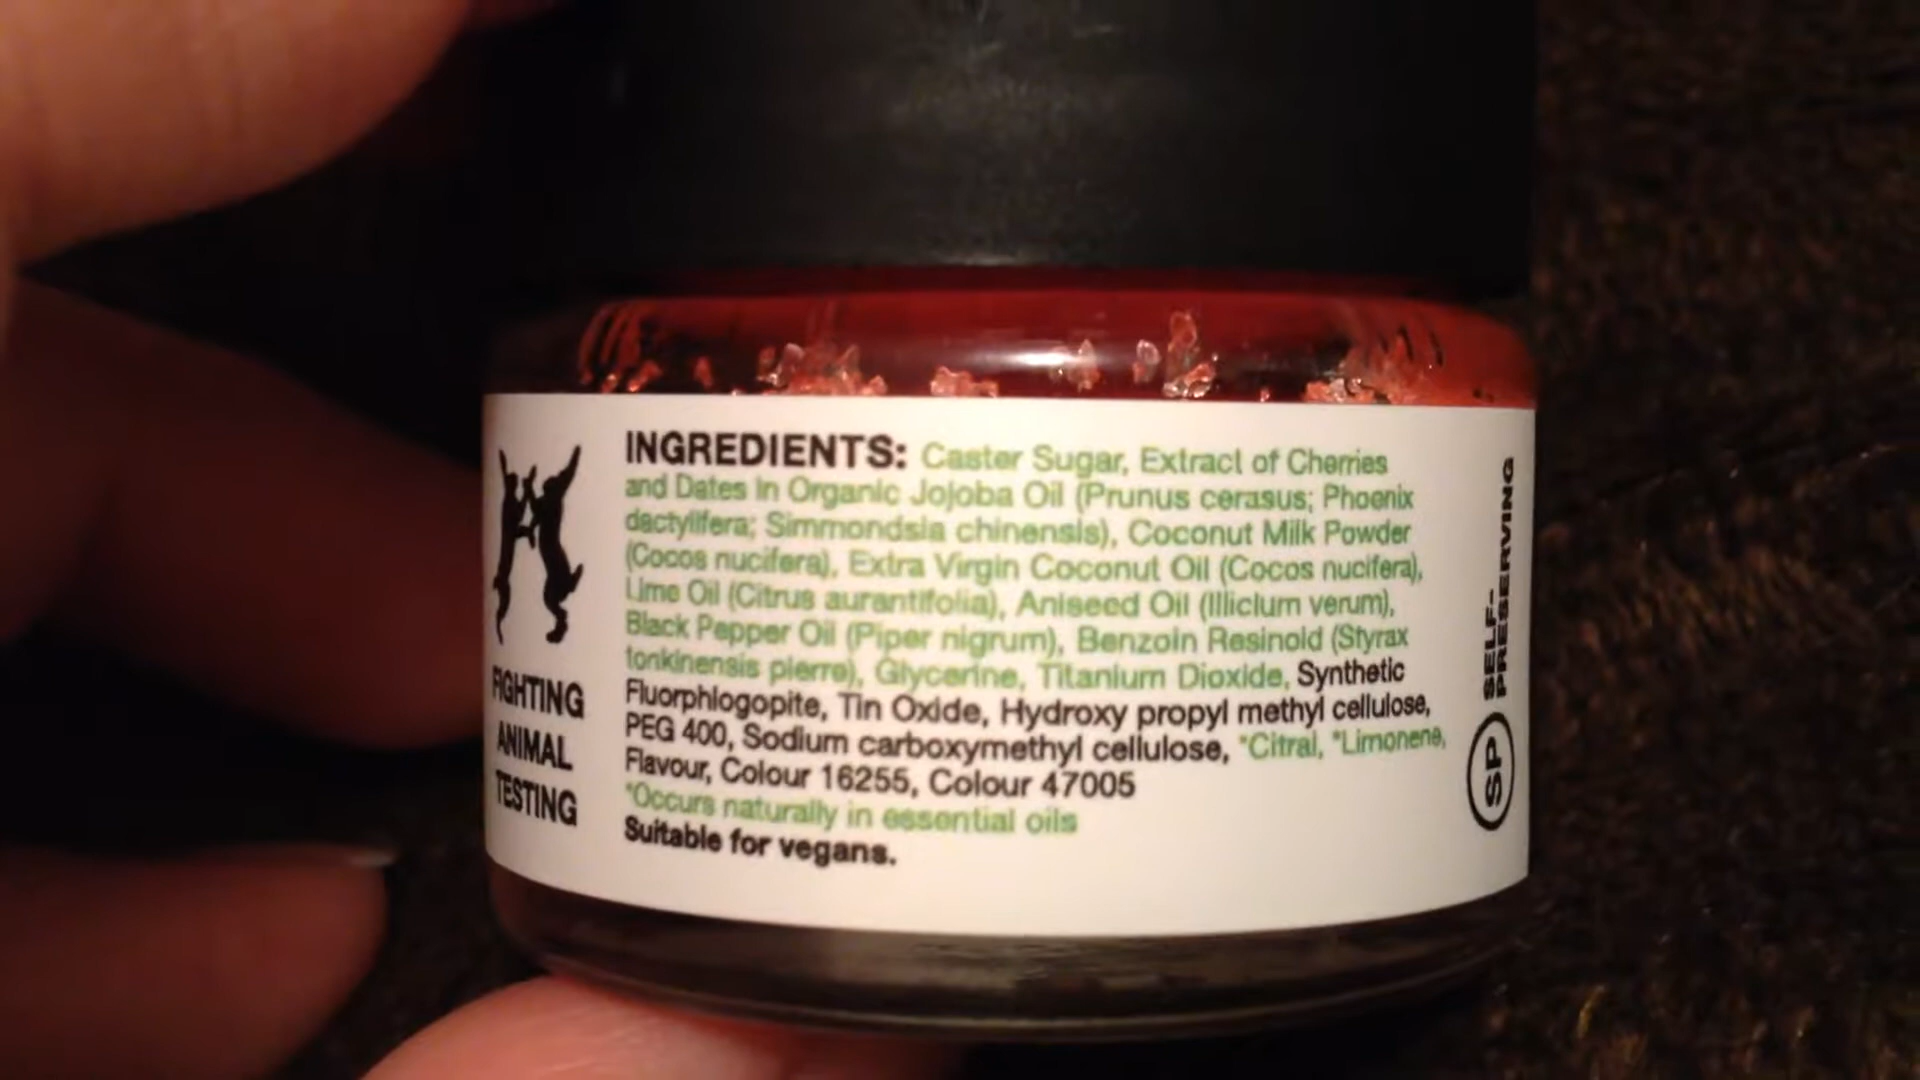 INGREDIENTS: Caster Sugar, Extract of Cherries
and Dates in Organic Jojoba Oil (Prunus cerasus; Phoenix
dactylifera; Simmondsia chinensis), Coconut Milk Powder
(Cocos nucifera), Extra Virgin Coconut Oil (Cocos nucifera),
Lime Oil (Citrus aurantifolia), Aniseed Oil (Illicium verum),
Black Pepper Oil (Piper nigrum), Benzoin Resinoid (Styrax
tonkinensis pierre), Glycerine, Titanium Dioxide, Synthetic
Fluorphlogopite, Tin Oxide, Hydroxy propyl methyl cellulose,
PEG 400, Sodium carboxymethyl cellulose, *Citral, *Limonene,
Flavour, Colour 16255, Colour 47005
*Occurs naturally in essential oils
Suitable for vegans.
FIGHTING
ANIMAL
TESTING
SP
SELF-
PRESERVING